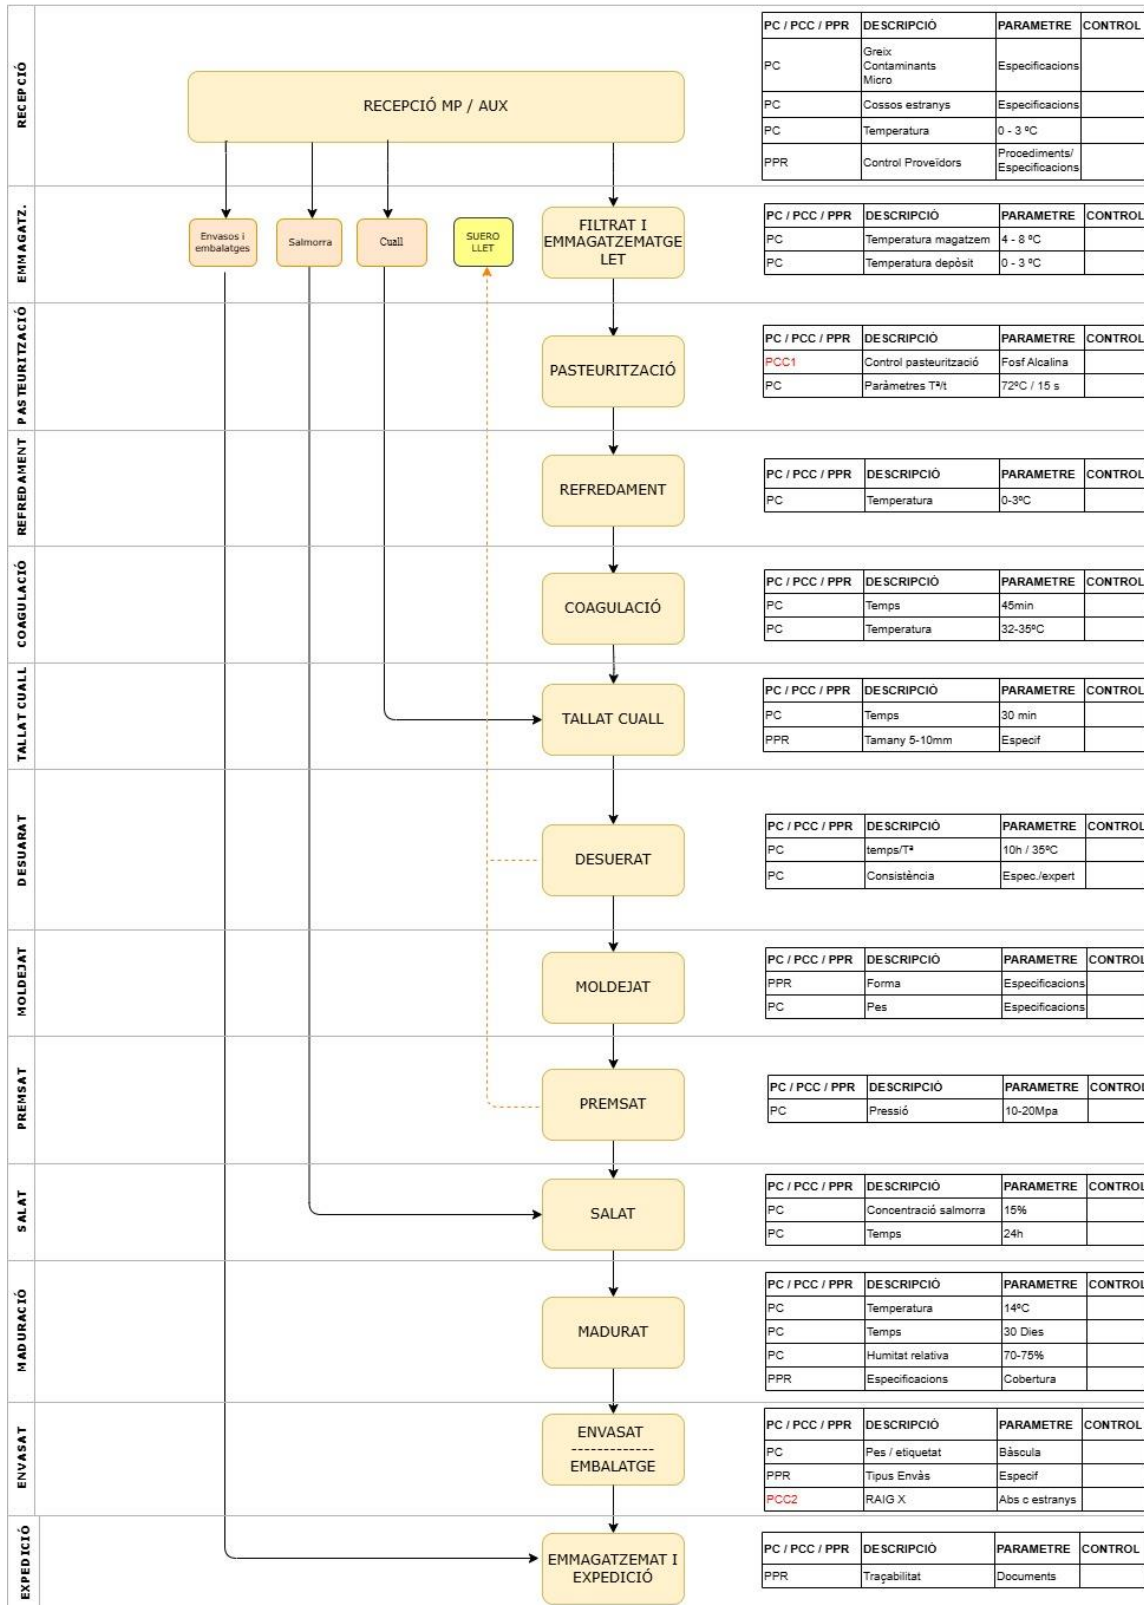 RECEPCIÓ
RECEPCIÓ MP / AUX
PC / PCC / PPR DESCRIPCIÓ PARAMETRE CONTROL
PC Greix
Contaminants
Micro Especificacions
PC Cossos estranys Especificacions
PC Temperatura 0 - 3 ºC
PPR Control Proveïdors Procediments/
Especificacions
EMMAGATZ.
Envasos i
embalatges
Salmorra
Cuall
SUERO
LLET
FILTRAT I
EMMAGATZEMATGE
LLET
PC / PCC / PPR DESCRIPCIÓ PARAMETRE CONTROL
PC Temperatura magatzem 4 - 8 ºC
PC Temperatura depòsit 0 - 3 ºC
PASTEURITZACIÓ
PASTEURITZACIÓ
PC / PCC / PPR DESCRIPCIÓ PARAMETRE CONTROL
PCC1 Control pasteurització Fosf Alcalina
PC Paràmetres Tª/t 72ºC / 15 s
REFREDAMENT
REFREDAMENT
PC / PCC / PPR DESCRIPCIÓ PARAMETRE CONTROL
PC Temperatura 0-3ºC
COAGULACIÓ
COAGULACIÓ
PC / PCC / PPR DESCRIPCIÓ PARAMETRE CONTROL
PC Temps 45min
PC Temperatura 32-35ºC
TALLAT CUALL
TALLAT CUALL
PC / PCC / PPR DESCRIPCIÓ PARAMETRE CONTROL
PC Temps 30 min
PPR Tamany 5-10mm Especif
DESUARAT
DESUERAT
PC / PCC / PPR DESCRIPCIÓ PARAMETRE CONTROL
PC temps/Tª 10h / 35ºC
PC Consistència Espec./expert
MOLDEJAT
MOLDEJAT
PC / PCC / PPR DESCRIPCIÓ PARAMETRE CONTROL
PPR Forma Especificacions
PC Pes Especificacions
PREMSAT
PREMSAT
PC / PCC / PPR DESCRIPCIÓ PARAMETRE CONTROL
PC Pressió 10-20Mpa
SALAT
SALAT
PC / PCC / PPR DESCRIPCIÓ PARAMETRE CONTROL
PC Concentració salmorra 15%
PC Temps 24h
MADURACIÓ
MADURAT
PC / PCC / PPR DESCRIPCIÓ PARAMETRE CONTROL
PC Temperatura 14ºC
PC Temps 30 Dies
PC Humitat relativa 70-75%
PPR Especificacions Cobertura
ENVASAT
ENVASAT
-------------
EMBALATGE
PC / PCC / PPR DESCRIPCIÓ PARAMETRE CONTROL
PC Pes / etiquetat Bàscula
PPR Tipus Envàs Especif
PCC2 RAIG X Abs c estranys
EXPEDICIÓ
EMMAGATZEMAT I
EXPEDICIÓ
PC / PCC / PPR DESCRIPCIÓ PARAMETRE CONTROL
PPR Traçabilitat Documents